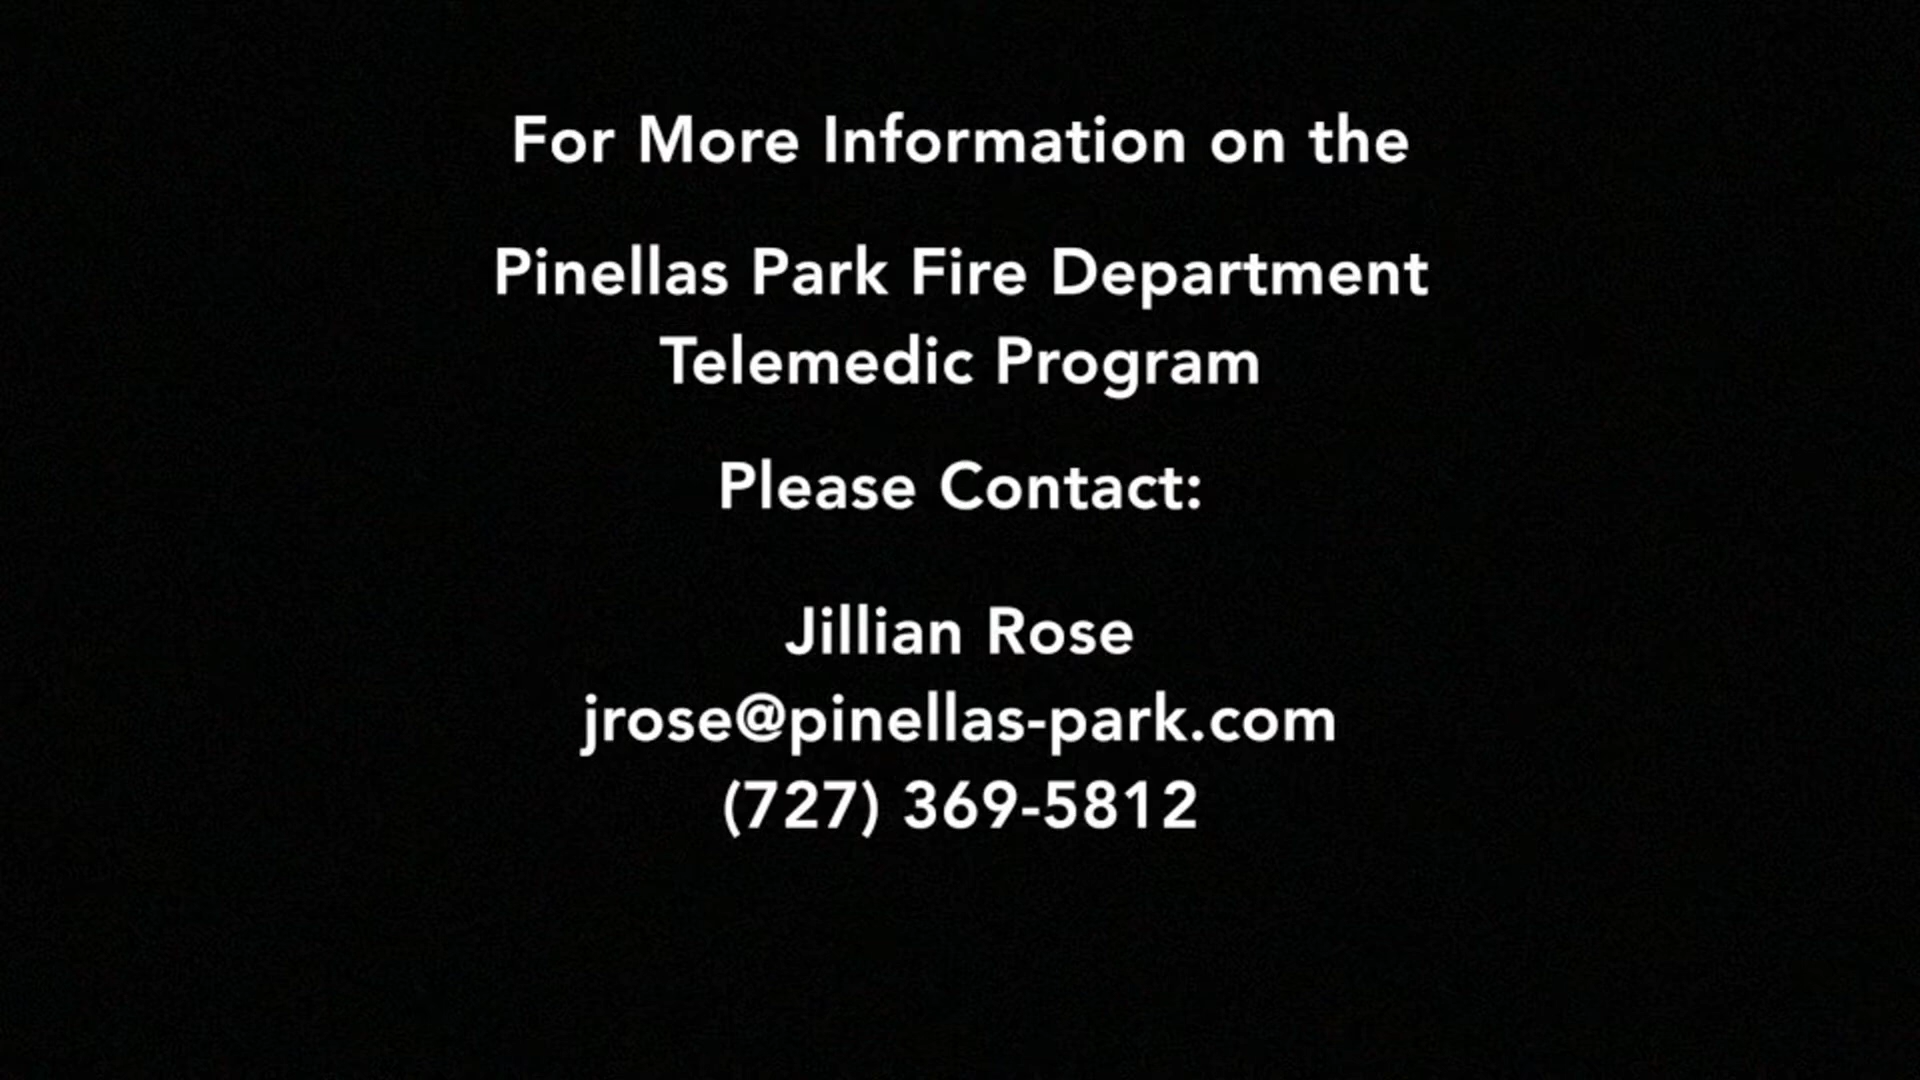 For More Information on the
Pinellas Park Fire Department
Telemedic Program
Please Contact:
Jillian Rose
jrose@pinellas-park.com
(727) 369-5812